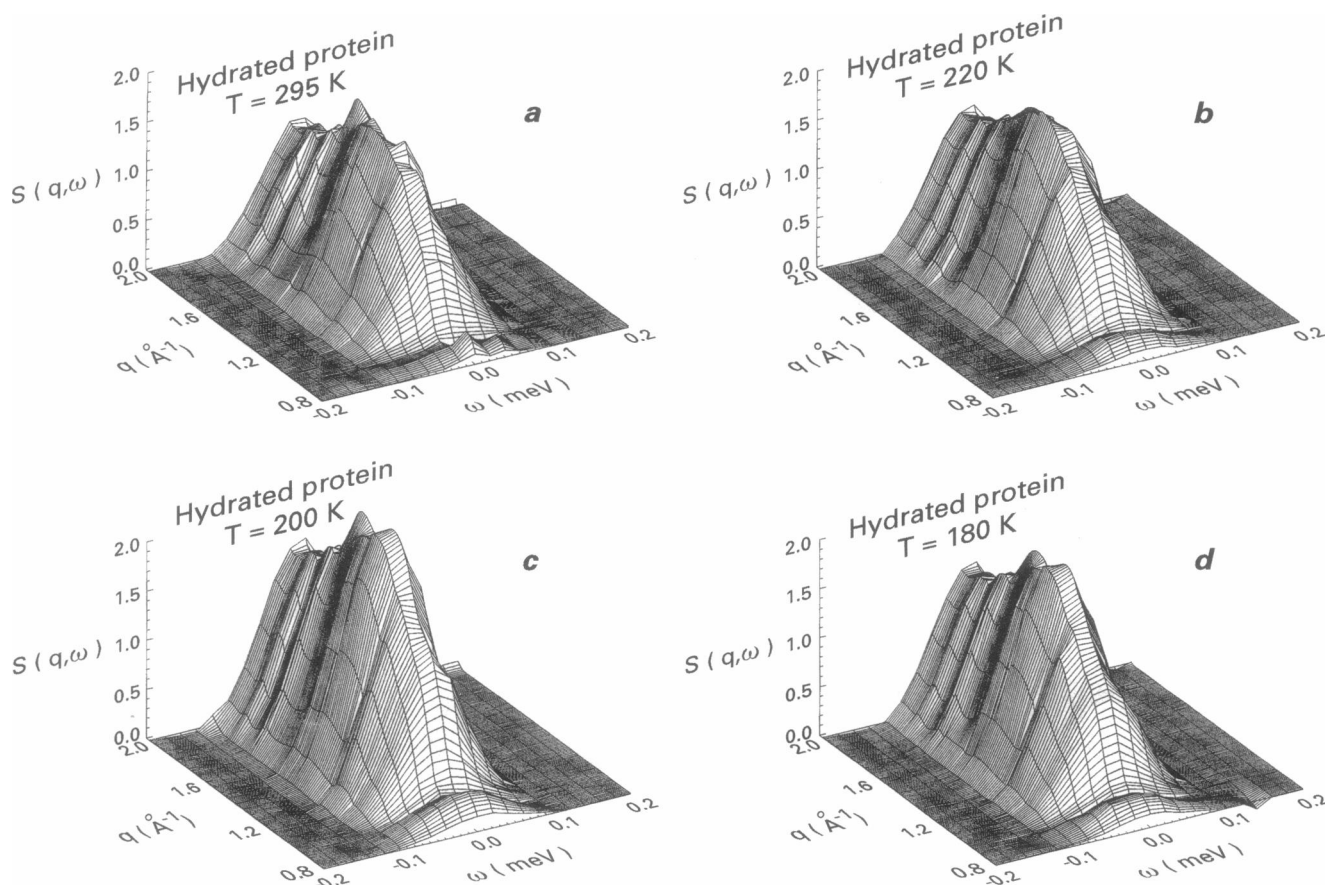 Hydrated protein
T = 295 K
a
2.0
1.5
S ( q,ω) 1.0
0.5
0.0
2.0
1.6
q ( Å-1)
1.2
0.8
-0.2
-0.1
0.0
0.1
0.2
ω ( meV )
Hydrated protein
T = 220 K
b
2.0
1.5
S ( q,ω) 1.0
0.5
0.0
2.0
1.6
q ( Å-1)
1.2
0.8
-0.2
-0.1
0.0
0.1
0.2
ω ( meV )
Hydrated protein
T = 200 K
c
2.0
1.5
1.0
S ( q,ω)
0.5
0.0
2.0
1.6
q ( Å-1)
1.2
0.8
0.2
-0.1
0.0
0.1
0.2
ω ( meV )
Hydrated protein
T = 180 K
d
2.0
1.5
1.0
S ( q,ω)
0.5
0.0
2.0
1.6
q ( Å-1)
1.2
0.8
-0.2
-0.1
0.0
0.1
0.2
ω ( meV )